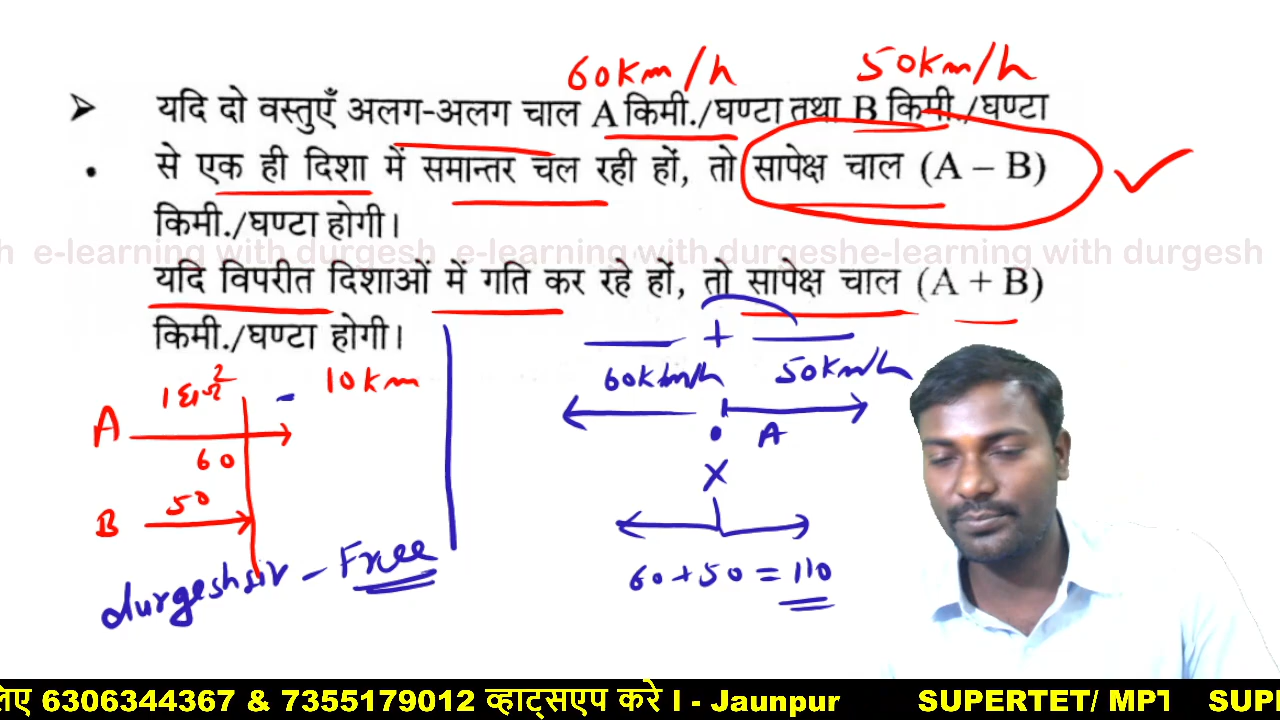 60km/h 50km/h
➤ यदि दो वस्तुएँ अलग-अलग चाल A किमी./घण्टा तथा B किमी./घण्टा
से एक ही दिशा में समान्तर चल रही हों, तो सापेक्ष चाल (A – B)
किमी./घण्टा होगी।
e-learning with durgesh e-learning with durgeshe-learning with durgesh
यदि विपरीत दिशाओं में गति कर रहे हों, तो सापेक्ष चाल (A + B)
किमी./घण्टा होगी।
+
10km
60km/h 50km/h
A
A
60
X
50
B
60+50=110
durgeshsir – Free
लिए 6306344367 & 7355179012 व्हाट्सएप करे I - Jaunpur SUPERTET/ MPT SUP